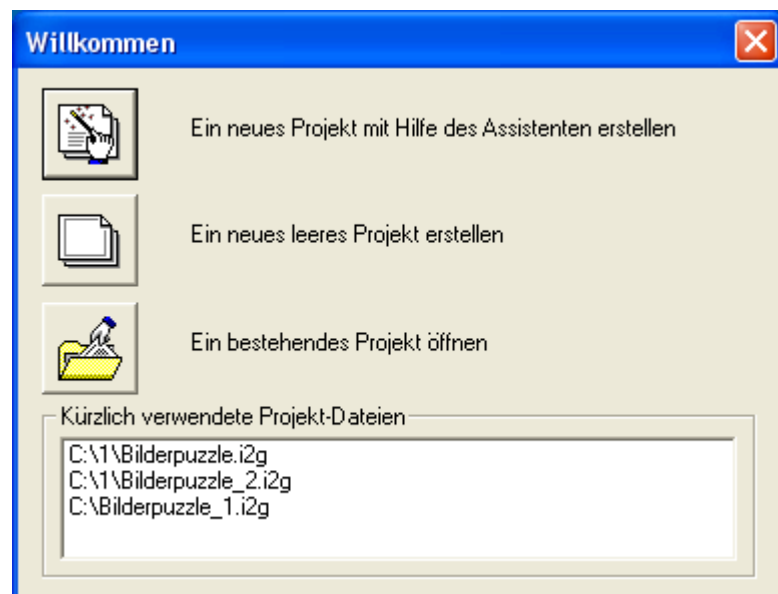 Willkommen
Ein neues Projekt mit Hilfe des Assistenten erstellen
Ein neues leeres Projekt erstellen
Ein bestehendes Projekt öffnen
Kürzlich verwendete Projekt-Dateien
C:\1\Bilderpuzzle.i2g
C:\1\Bilderpuzzle_2.i2g
C:\Bilderpuzzle_1.i2g